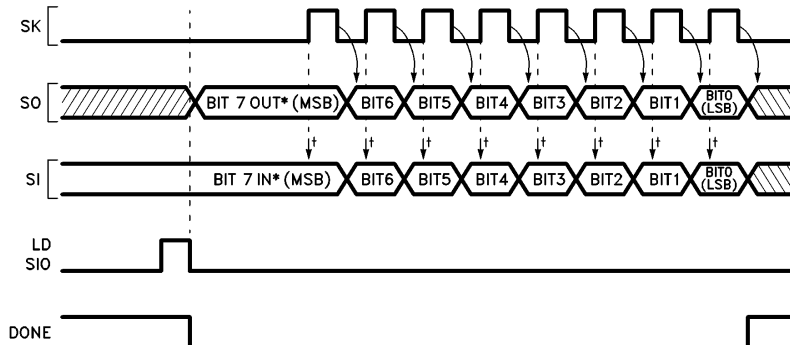 SK
SO
BIT 7 OUT* (MSB) BIT6 BIT5 BIT4 BIT3 BIT2 BIT1 BIT0
(LSB)
t t t t t t t t
SI
BIT 7 IN* (MSB) BIT6 BIT5 BIT4 BIT3 BIT2 BIT1 BIT0
(LSB)
LD
SIO
DONE